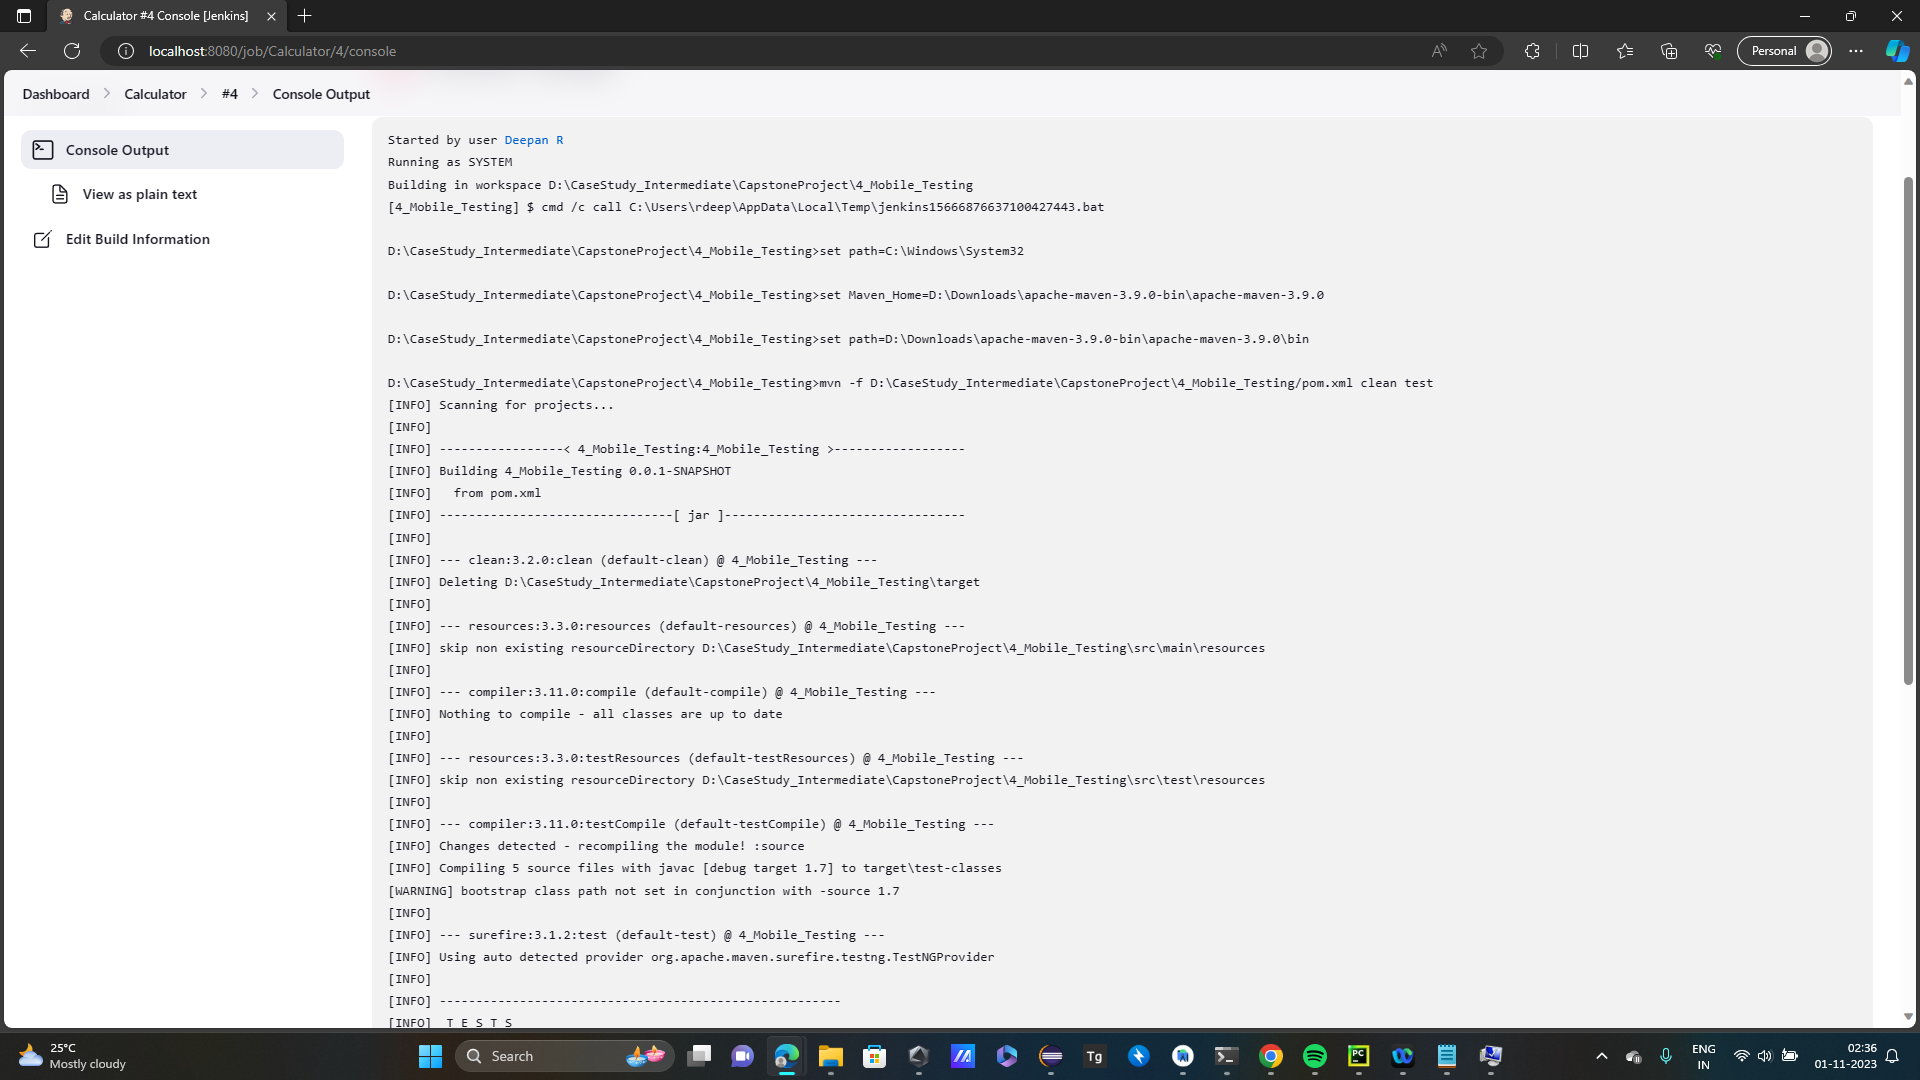 Calculator #4 Console [Jenkins]
localhost:8080/job/Calculator/4/console
Personal
Dashboard
Calculator
#4
Console Output
Console Output
View as plain text
Edit Build Information
Started by user Deepan R
Running as SYSTEM
Building in workspace D:\CaseStudy_Intermediate\CapstoneProject\4_Mobile_Testing
[4_Mobile_Testing] $ cmd /c call C:\Users\rdeep\AppData\Local\Temp\jenkins15666876637100427443.bat
D:\CaseStudy_Intermediate\CapstoneProject\4_Mobile_Testing>set path=C:\Windows\System32
D:\CaseStudy_Intermediate\CapstoneProject\4_Mobile_Testing>set Maven_Home=D:\Downloads\apache-maven-3.9.0-bin\apache-maven-3.9.0
D:\CaseStudy_Intermediate\CapstoneProject\4_Mobile_Testing>set path=D:\Downloads\apache-maven-3.9.0-bin\apache-maven-3.9.0\bin
D:\CaseStudy_Intermediate\CapstoneProject\4_Mobile_Testing>mvn -f D:\CaseStudy_Intermediate\CapstoneProject\4_Mobile_Testing/pom.xml clean test
[INFO] Scanning for projects...
[INFO]
[INFO] -----------------< 4_Mobile_Testing:4_Mobile_Testing >------------------
[INFO] Building 4_Mobile_Testing 0.0.1-SNAPSHOT
[INFO]   from pom.xml
[INFO] --------------------------------[ jar ]---------------------------------
[INFO]
[INFO] --- clean:3.2.0:clean (default-clean) @ 4_Mobile_Testing ---
[INFO] Deleting D:\CaseStudy_Intermediate\CapstoneProject\4_Mobile_Testing\target
[INFO]
[INFO] --- resources:3.3.0:resources (default-resources) @ 4_Mobile_Testing ---
[INFO] skip non existing resourceDirectory D:\CaseStudy_Intermediate\CapstoneProject\4_Mobile_Testing\src\main\resources
[INFO]
[INFO] --- compiler:3.11.0:compile (default-compile) @ 4_Mobile_Testing ---
[INFO] Nothing to compile - all classes are up to date
[INFO]
[INFO] --- resources:3.3.0:testResources (default-testResources) @ 4_Mobile_Testing ---
[INFO] skip non existing resourceDirectory D:\CaseStudy_Intermediate\CapstoneProject\4_Mobile_Testing\src\test\resources
[INFO]
[INFO] --- compiler:3.11.0:testCompile (default-testCompile) @ 4_Mobile_Testing ---
[INFO] Changes detected - recompiling the module! :source
[INFO] Compiling 5 source files with javac [debug target 1.7] to target\test-classes
[WARNING] bootstrap class path not set in conjunction with -source 1.7
[INFO]
[INFO] --- surefire:3.1.2:test (default-test) @ 4_Mobile_Testing ---
[INFO] Using auto detected provider org.apache.maven.surefire.testng.TestNGProvider
[INFO]
[INFO] -------------------------------------------------------
[INFO]  T E S T S
25°C
Mostly cloudy
Search
Tg
PC
ENG
IN
02:36
01-11-2023